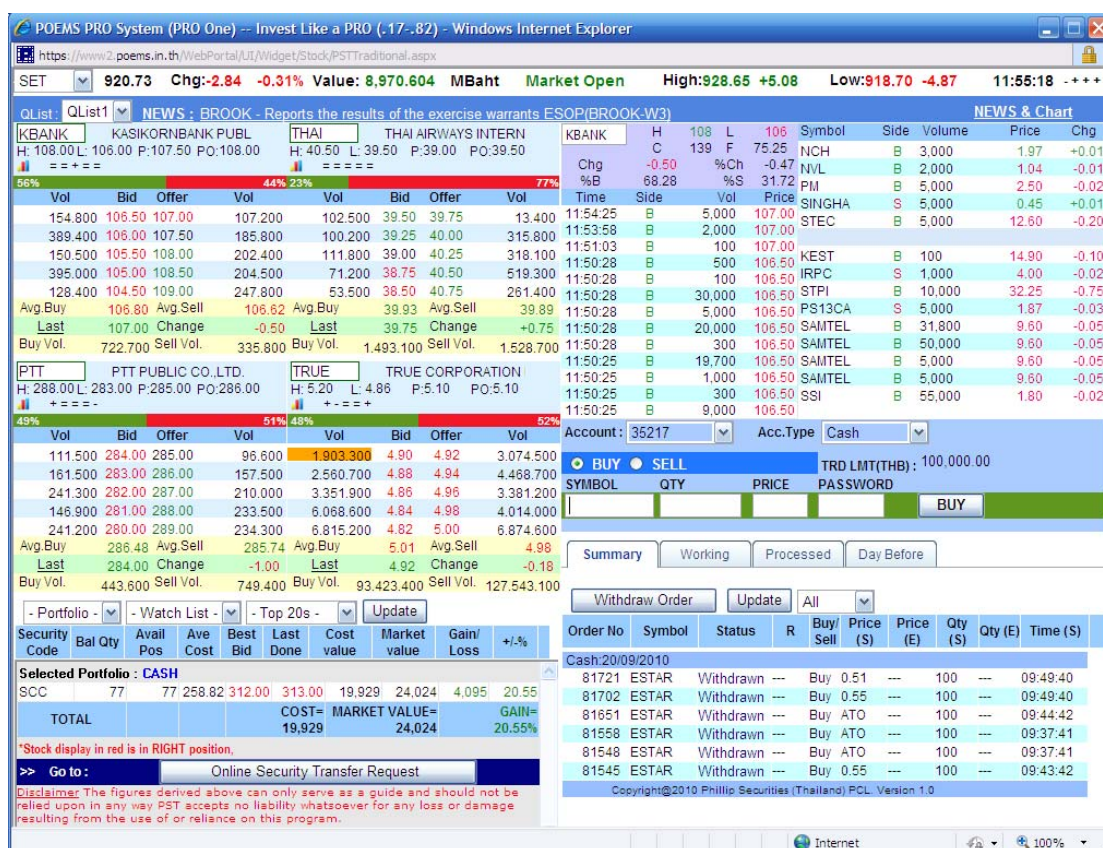 POEMS PRO System (PRO One) -- Invest Like a PRO (.17-.82) - Windows Internet Explorer
https://www2.poems.in.th/WebPortal/UI/Widget/Stock/PSTTraditional.aspx
SET 920.73 Chg:-2.84 -0.31% Value: 8,970.604 MBaht Market Open High:928.65 +5.08 Low:918.70 -4.87 11:55:18 -+++
QList: QList1 NEWS : BROOK - Reports the results of the exercise warrants ESOP(BROOK-W3) NEWS & Chart
KBANK KASIKORNBANK PUBL
H: 108.00 L: 106.00 P:107.50 PO:108.00
= = + = =
56% 44%
Vol Bid Offer Vol
154.800 106.50 107.00 107.200
389.400 106.00 107.50 185.800
150.500 105.50 108.00 202.400
395.000 105.00 108.50 204.500
128.400 104.50 109.00 247.800
Avg.Buy 106.80 Avg.Sell 106.62
Last 107.00 Change -0.50
Buy Vol. 722.700 Sell Vol. 335.800
THAI THAI AIRWAYS INTERN
H: 40.50 L: 39.50 P:39.00 PO:39.50
= = = = =
23% 77%
Vol Bid Offer Vol
102.500 39.50 39.75 13.400
100.200 39.25 40.00 315.800
111.800 39.00 40.25 318.100
71.200 38.75 40.50 519.300
53.500 38.50 40.75 261.400
Avg.Buy 39.93 Avg.Sell 39.89
Last 39.75 Change +0.75
Buy Vol. 1.493.100 Sell Vol. 1.528.700
PTT PTT PUBLIC CO.,LTD.
H: 288.00 L: 283.00 P:285.00 PO:286.00
+ = = = -
49% 51%
Vol Bid Offer Vol
111.500 284.00 285.00 96.600
161.500 283.00 286.00 157.500
241.300 282.00 287.00 210.000
146.900 281.00 288.00 233.500
241.200 280.00 289.00 234.300
Avg.Buy 286.48 Avg.Sell 285.74
Last 284.00 Change -1.00
Buy Vol. 443.600 Sell Vol. 749.400
TRUE TRUE CORPORATION
H: 5.20 L: 4.86 P:5.10 PO:5.10
+ - = = +
48% 52%
Vol Bid Offer Vol
1.903.300 4.90 4.92 3.074.500
2.560.700 4.88 4.94 4.468.700
3.351.900 4.86 4.96 3.381.200
6.068.600 4.84 4.98 4.014.000
6.815.200 4.82 5.00 6.874.600
Avg.Buy 5.01 Avg.Sell 4.98
Last 4.92 Change -0.18
Buy Vol. 93.423.400 Sell Vol. 127.543.100
- Portfolio - - Watch List - - Top 20s - Update
Security Code Bal Qty Avail Pos Ave Cost Best Bid Last Done Cost value Market value Gain/ Loss +/-%
Selected Portfolio : CASH
SCC 77 77 258.82 312.00 313.00 19,929 24,024 4,095 20.55
TOTAL COST= 19,929 MARKET VALUE= 24,024 GAIN= 20.55%
*Stock display in red is in RIGHT position,
>> Go to : Online Security Transfer Request
Disclaimer The figures derived above can only serve as a guide and should not be
relied upon in any way PST accepts no liability whatsoever for any loss or damage
resulting from the use of or reliance on this program.
KBANK H 108 L 106
C 139 F 75.25
Chg -0.50 %Ch -0.47
%B 68.28 %S 31.72
Time Side Vol Price
11:54:25 B 5,000 107.00
11:53:58 B 2,000 107.00
11:51:03 B 100 107.00
11:50:28 B 500 106.50
11:50:28 B 100 106.50
11:50:28 B 30,000 106.50
11:50:28 B 5,000 106.50
11:50:28 B 20,000 106.50
11:50:28 B 300 106.50
11:50:25 B 19,700 106.50
11:50:25 B 1,000 106.50
11:50:25 B 300 106.50
11:50:25 B 9,000 106.50
Symbol Side Volume Price Chg
NCH B 3,000 1.97 +0.01
NVL B 2,000 1.04 -0.01
PM B 5,000 2.50 -0.02
SINGHA S 5,000 0.45 +0.01
STEC B 5,000 12.60 -0.20
KEST B 100 14.90 -0.10
IRPC S 1,000 4.00 -0.02
STPI B 10,000 32.25 -0.75
PS13CA S 5,000 1.87 -0.03
SAMTEL B 31,800 9.60 -0.05
SAMTEL B 50,000 9.60 -0.05
SAMTEL B 5,000 9.60 -0.05
SAMTEL B 5,000 9.60 -0.05
SSI B 55,000 1.80 -0.02
Account : 35217 Acc.Type Cash
BUY SELL TRD LMT(THB) : 100,000.00
SYMBOL QTY PRICE PASSWORD
BUY
Summary Working Processed Day Before
Withdraw Order Update All
Order No Symbol Status R Buy/ Sell Price (S) Price (E) Qty (S) Qty (E) Time (S)
Cash:20/09/2010
81721 ESTAR Withdrawn --- Buy 0.51 --- 100 --- 09:49:40
81702 ESTAR Withdrawn --- Buy 0.55 --- 100 --- 09:49:40
81651 ESTAR Withdrawn --- Buy ATO --- 100 --- 09:44:42
81558 ESTAR Withdrawn --- Buy ATO --- 100 --- 09:37:41
81548 ESTAR Withdrawn --- Buy ATO --- 100 --- 09:37:41
81545 ESTAR Withdrawn --- Buy 0.55 --- 100 --- 09:43:42
Copyright@2010 Phillip Securities (Thailand) PCL. Version 1.0
Internet 100%